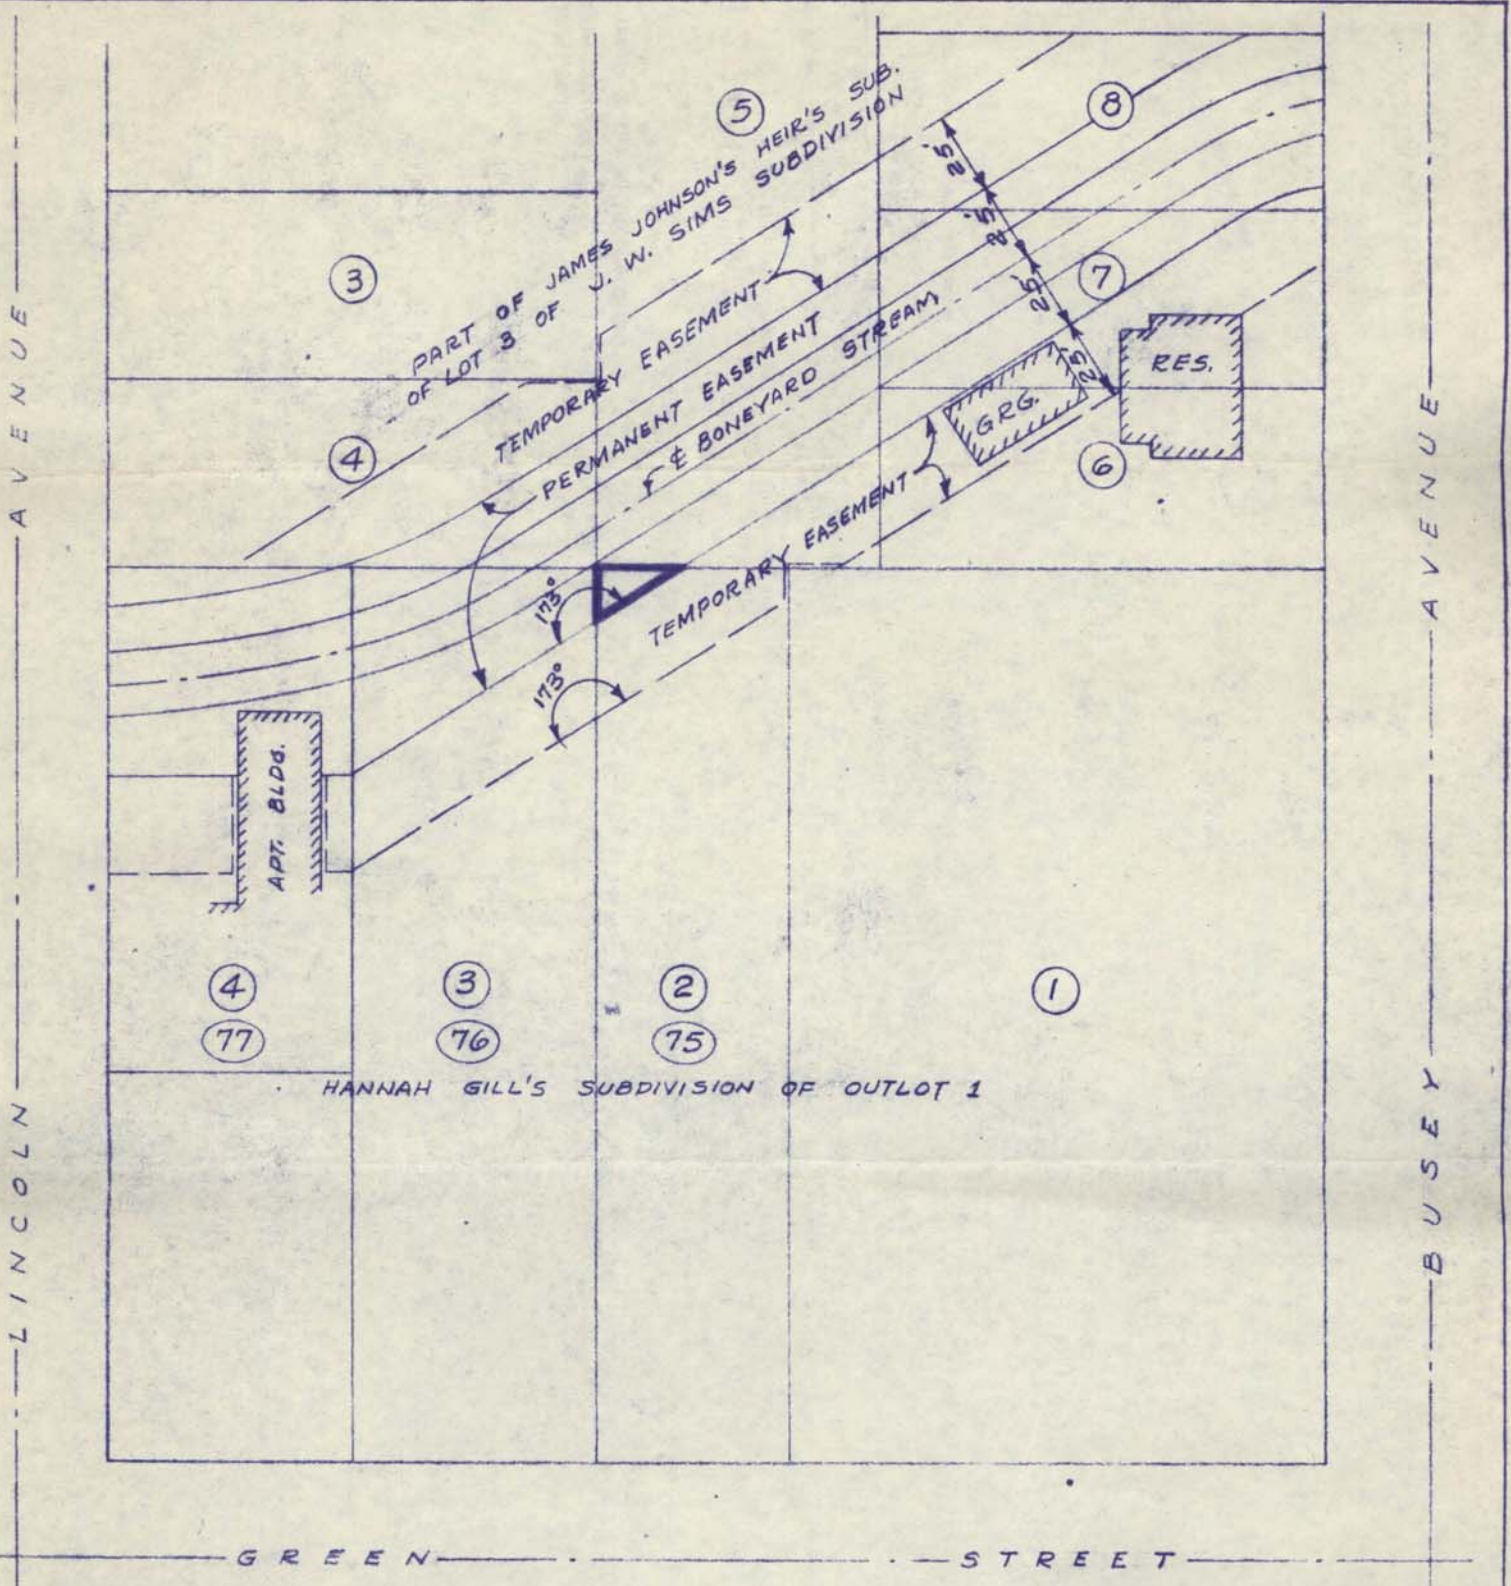 5
8
PART OF JAMES JOHNSON'S HEIR'S SUB.
OF LOT 3 OF J. W. SIMS SUBDIVISION
25'
25'
25'
25'
3
7
TEMPORARY EASEMENT
PERMANENT EASEMENT
℄ BONEYARD STREAM
RES.
GRG.
4
6
TEMPORARY EASEMENT
173°
173°
APT. BLDG.
4
3
2
1
77
76
75
HANNAH GILL'S SUBDIVISION OF OUTLOT 1
LINCOLN AVENUE
BUSEY AVENUE
GREEN STREET